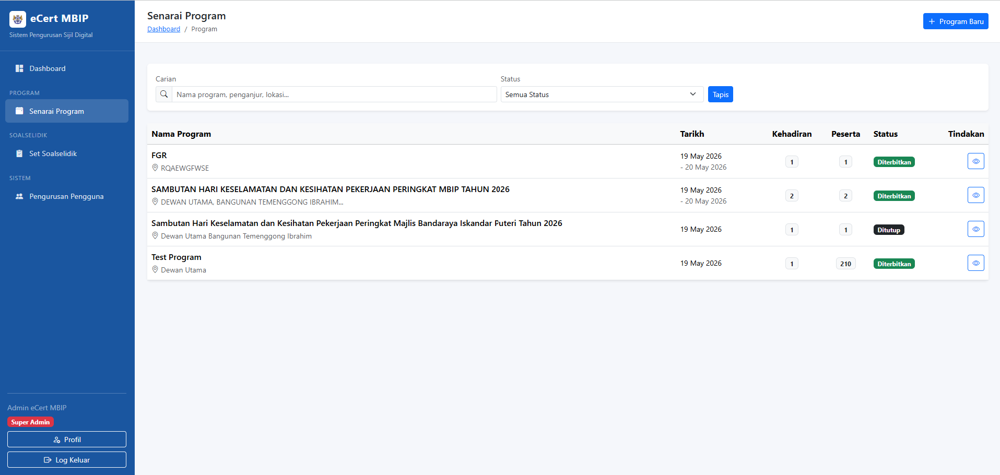 eCert MBIP
Sistem Pengurusan Sijil Digital
Dashboard
PROGRAM
Senarai Program
SOALSELIDIK
Set Soalselidik
SISTEM
Pengurusan Pengguna
Admin eCert MBIP
Super Admin
Profil
Log Keluar
Senarai Program
Dashboard / Program
+ Program Baru
Carian
Status
Nama program, penganjur, lokasi...
Semua Status
Tapis
Nama Program Tarikh Kehadiran Peserta Status Tindakan
FGR
RQAEWGFWSE
19 May 2026
- 20 May 2026
1 1 Diterbitkan
SAMBUTAN HARI KESELAMATAN DAN KESIHATAN PEKERJAAN PERINGKAT MBIP TAHUN 2026
DEWAN UTAMA, BANGUNAN TEMENGGONG IBRAHIM...
19 May 2026
- 20 May 2026
2 2 Diterbitkan
Sambutan Hari Keselamatan dan Kesihatan Pekerjaan Peringkat Majlis Bandaraya Iskandar Puteri Tahun 2026
Dewan Utama Bangunan Temenggong Ibrahim
19 May 2026 1 1 Ditutup
Test Program
Dewan Utama
19 May 2026 1 210 Diterbitkan